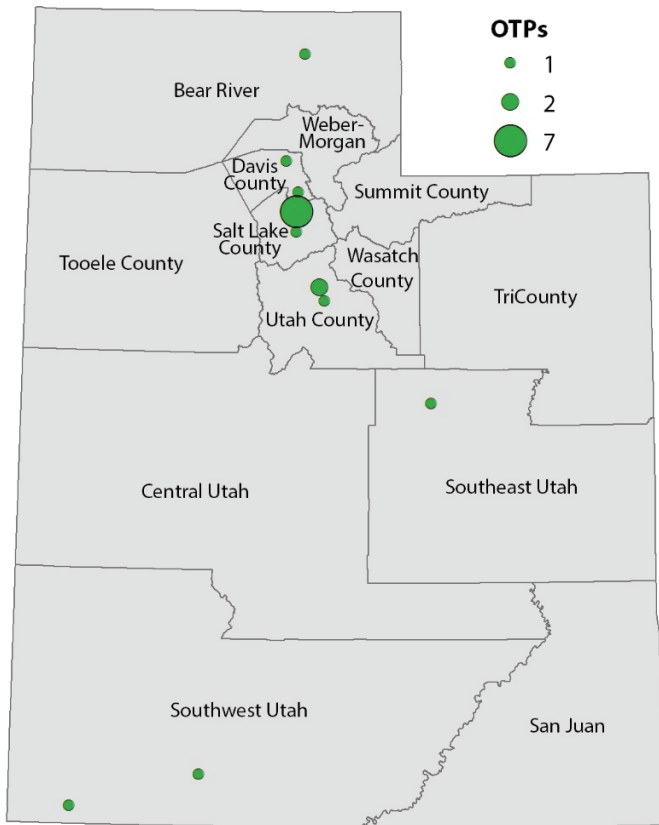 OTPs
1
2
7
Bear River
Weber-
Morgan
Davis
County
Summit County
Salt Lake
County
Wasatch
County
Tooele County
TriCounty
Utah County
Central Utah
Southeast Utah
Southwest Utah
San Juan